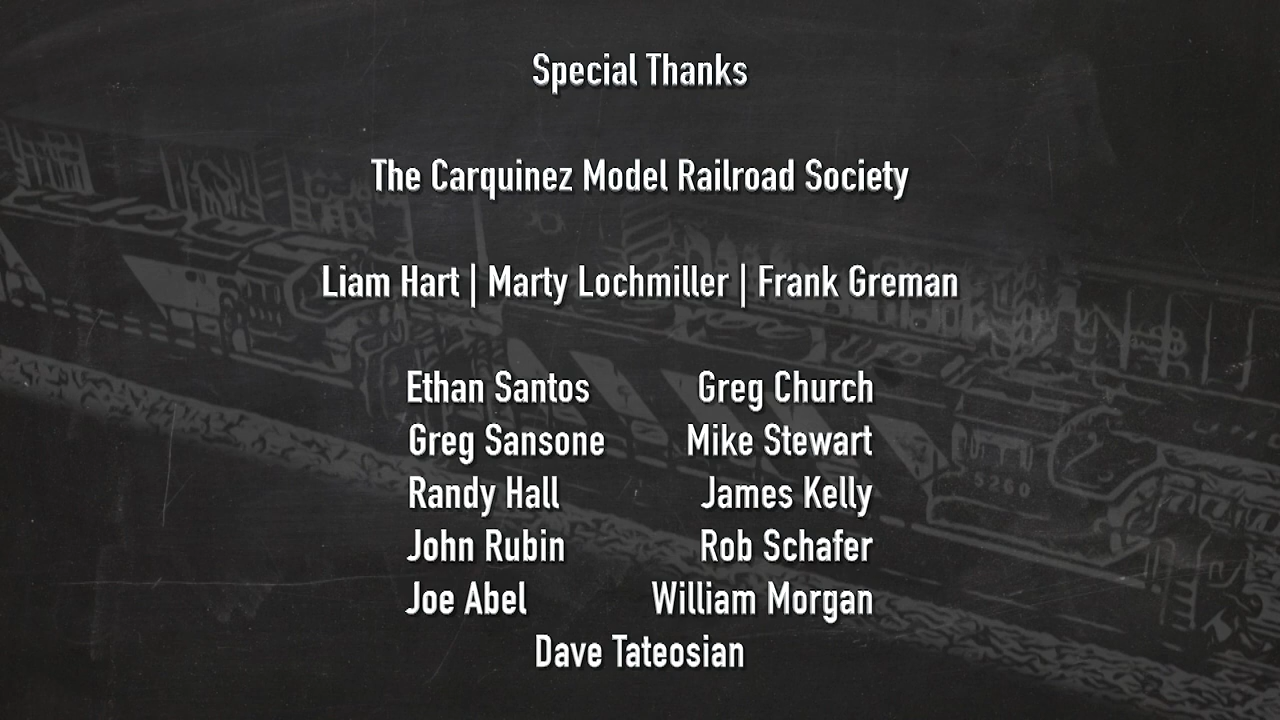 Special Thanks
The Carquinez Model Railroad Society
Liam Hart | Marty Lochmiller | Frank Greman
Ethan Santos Greg Church
Greg Sansone Mike Stewart
Randy Hall James Kelly
John Rubin Rob Schafer
Joe Abel William Morgan
Dave Tateosian
5260